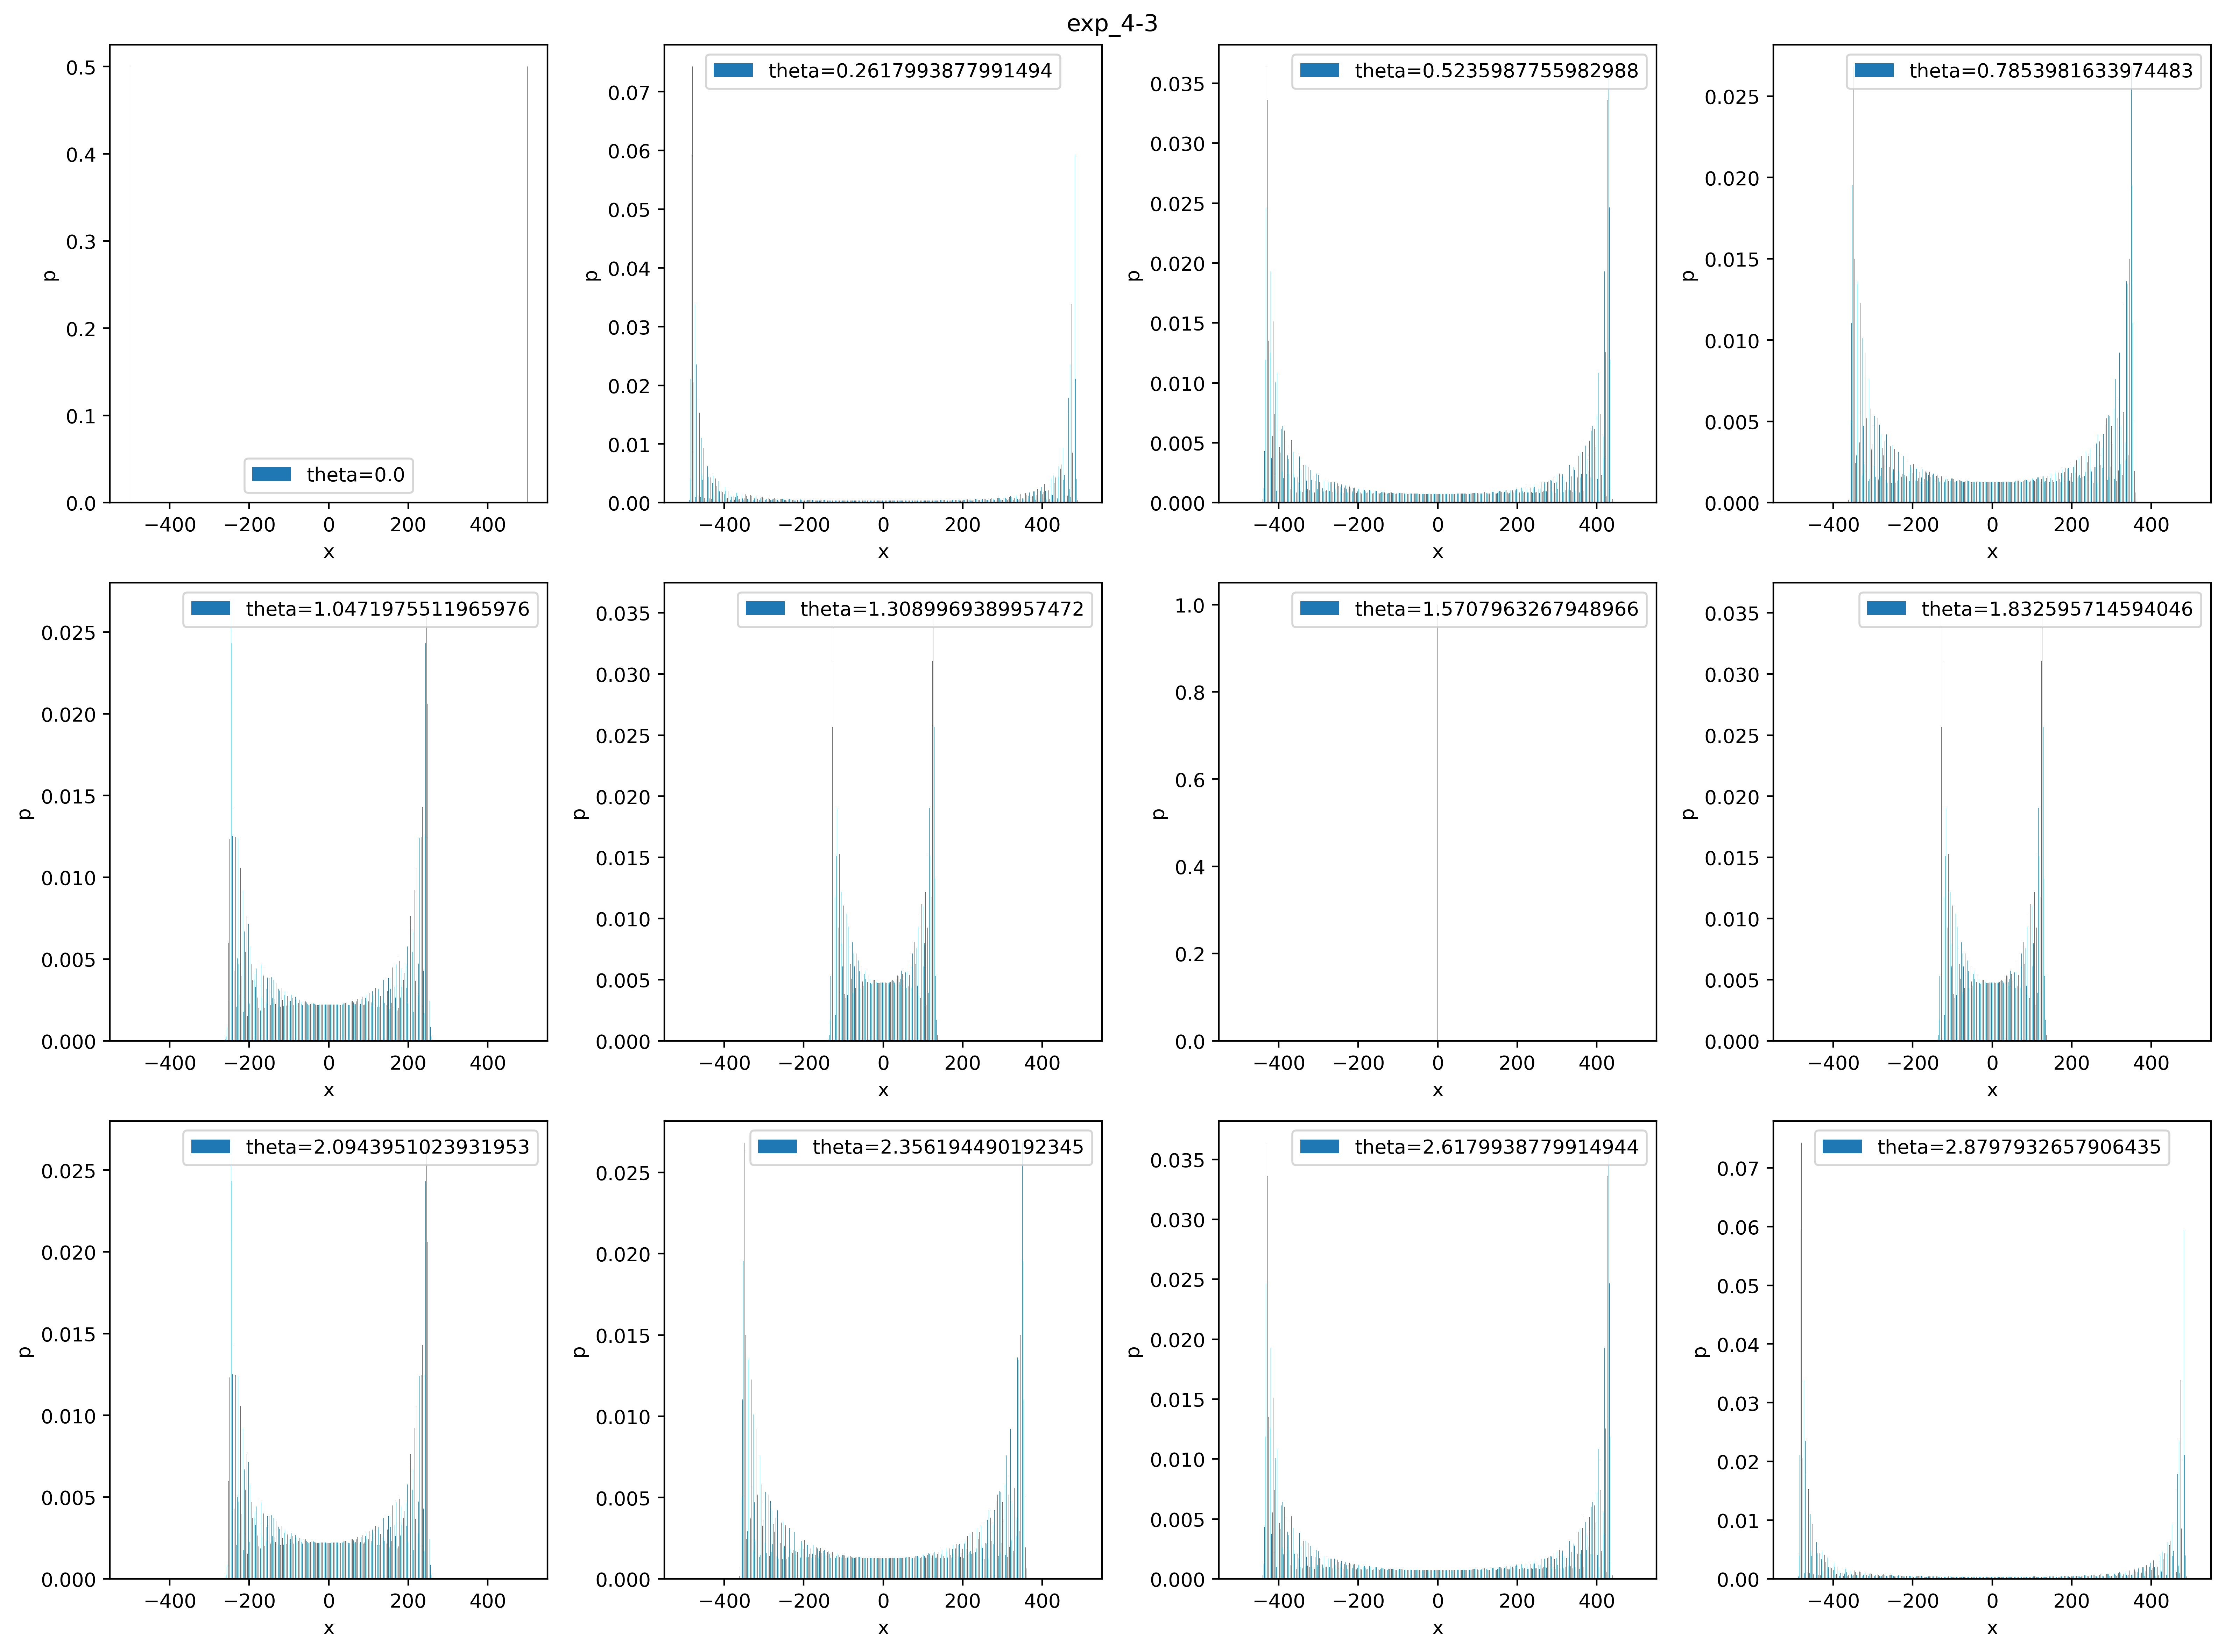 exp_4-3
0.5
0.4
0.3
0.2
0.1
0.0
p
theta=0.0
−400 −200 0 200 400
x
theta=0.2617993877991494
0.07
0.06
0.05
0.04
0.03
0.02
0.01
0.00
p
−400 −200 0 200 400
x
theta=0.5235987755982988
0.035
0.030
0.025
0.020
0.015
0.010
0.005
0.000
p
−400 −200 0 200 400
x
theta=0.7853981633974483
0.025
0.020
0.015
0.010
0.005
0.000
p
−400 −200 0 200 400
x
theta=1.0471975511965976
0.025
0.020
0.015
0.010
0.005
0.000
p
−400 −200 0 200 400
x
theta=1.3089969389957472
0.035
0.030
0.025
0.020
0.015
0.010
0.005
0.000
p
−400 −200 0 200 400
x
theta=1.5707963267948966
1.0
0.8
0.6
0.4
0.2
0.0
p
−400 −200 0 200 400
x
theta=1.832595714594046
0.035
0.030
0.025
0.020
0.015
0.010
0.005
0.000
p
−400 −200 0 200 400
x
theta=2.0943951023931953
0.025
0.020
0.015
0.010
0.005
0.000
p
−400 −200 0 200 400
x
theta=2.356194490192345
0.025
0.020
0.015
0.010
0.005
0.000
p
−400 −200 0 200 400
x
theta=2.6179938779914944
0.035
0.030
0.025
0.020
0.015
0.010
0.005
0.000
p
−400 −200 0 200 400
x
theta=2.8797932657906435
0.07
0.06
0.05
0.04
0.03
0.02
0.01
0.00
p
−400 −200 0 200 400
x